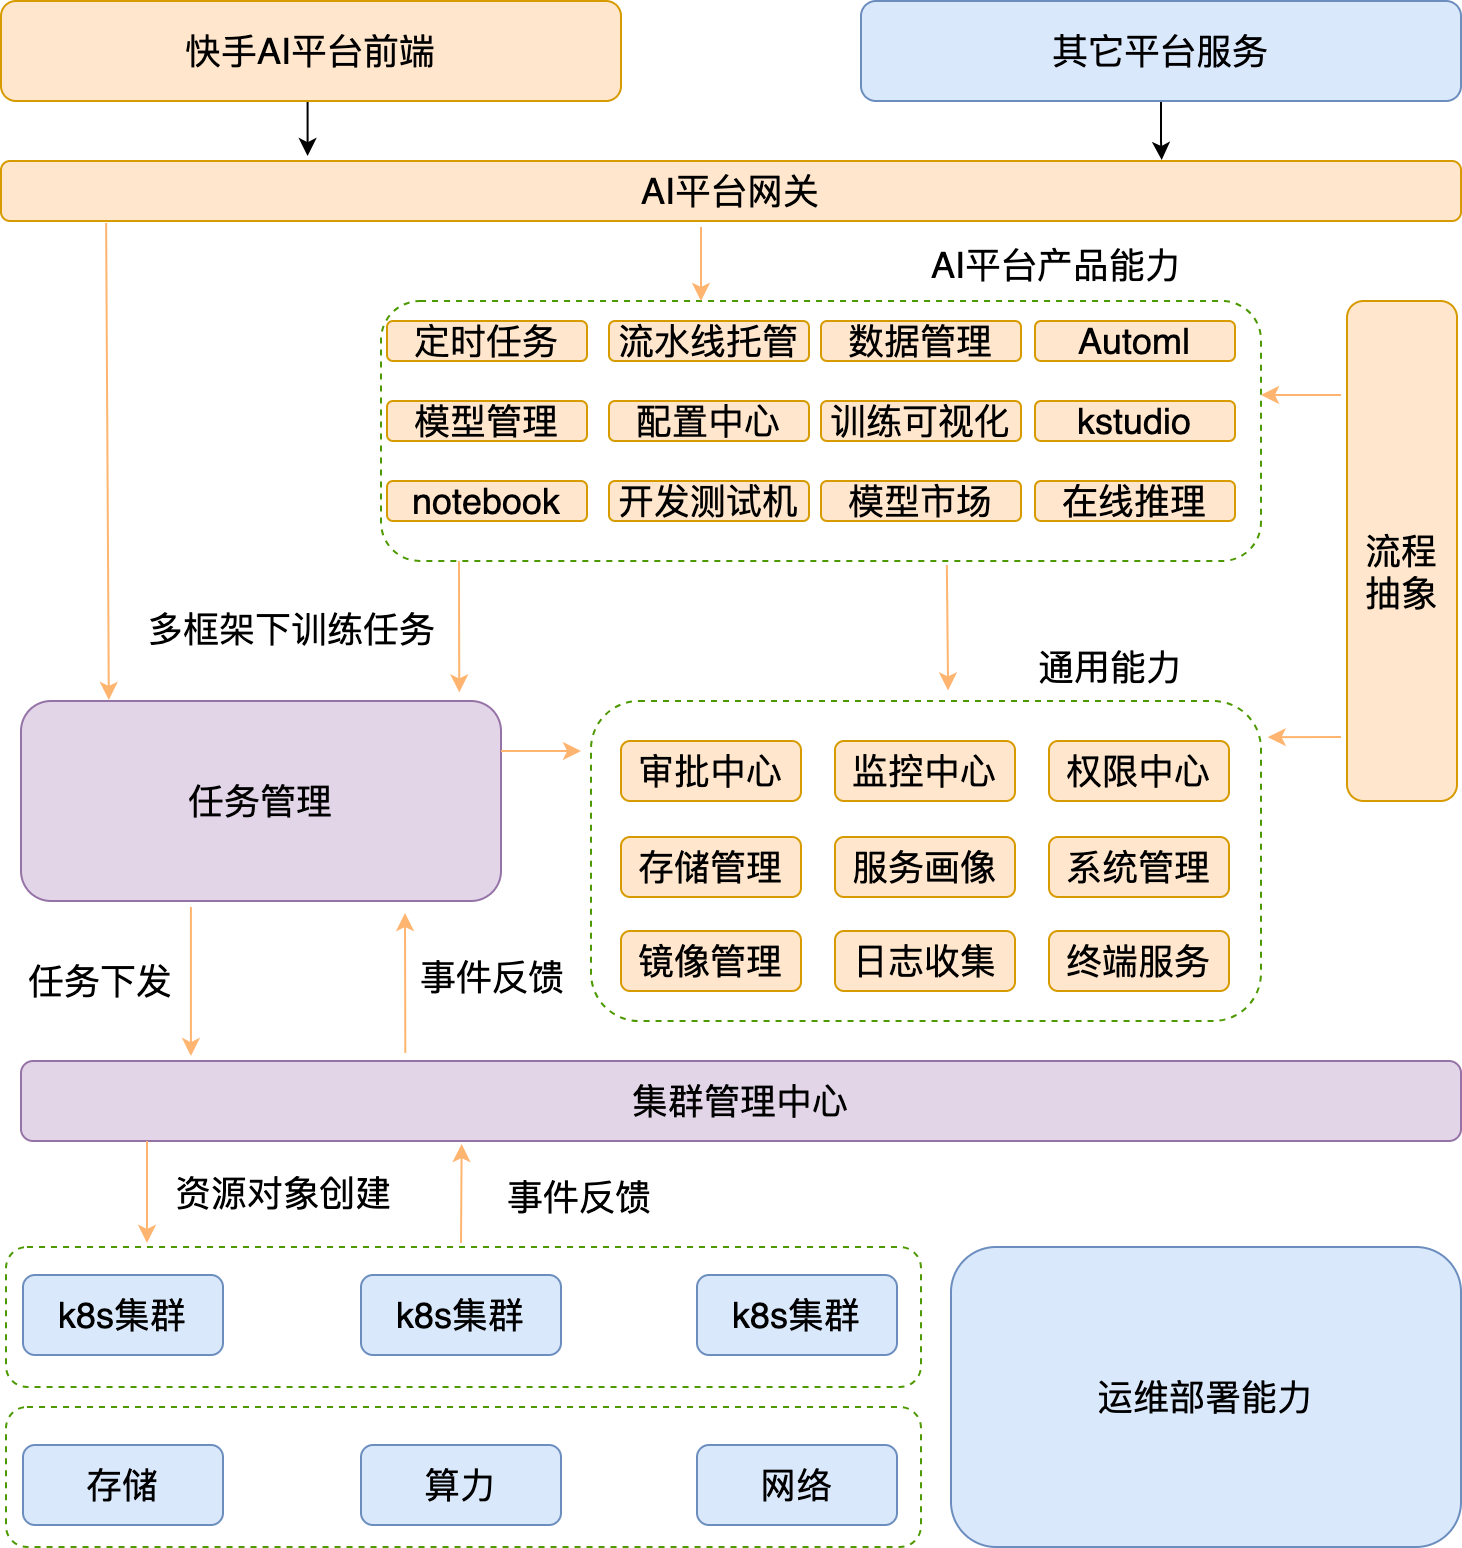 快手AI平台前端
其它平台服务
AI平台网关
AI平台产品能力
定时任务
流水线托管
数据管理
Automl
模型管理
配置中心
训练可视化
kstudio
notebook
开发测试机
模型市场
在线推理
流程
抽象
多框架下训练任务
通用能力
任务管理
审批中心
监控中心
权限中心
存储管理
服务画像
系统管理
镜像管理
日志收集
终端服务
任务下发
事件反馈
集群管理中心
资源对象创建
事件反馈
k8s集群
k8s集群
k8s集群
运维部署能力
存储
算力
网络